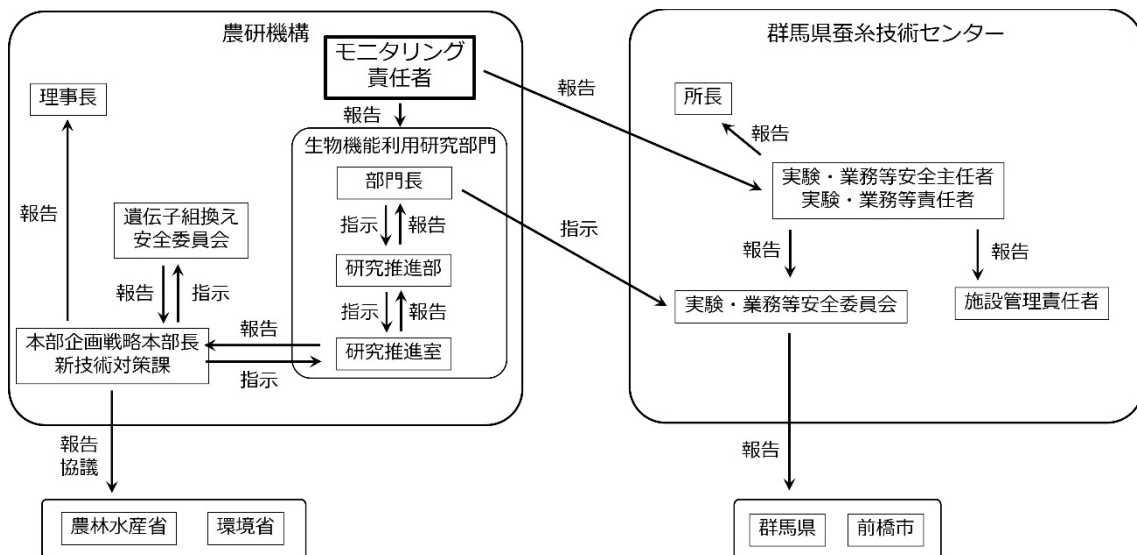 農研機構
モニタリング
責任者
報告
理事長
報告
生物機能利用研究部門
部門長
指示
報告
研究推進部
指示
報告
研究推進室
遺伝子組換え
安全委員会
報告
指示
報告
本部企画戦略本部長
新技術対策課
報告
指示
報告
協議
農林水産省
環境省
群馬県蚕糸技術センター
報告
所長
報告
実験・業務等安全主任者
実験・業務等責任者
指示
報告
報告
実験・業務等安全委員会
施設管理責任者
報告
群馬県
前橋市